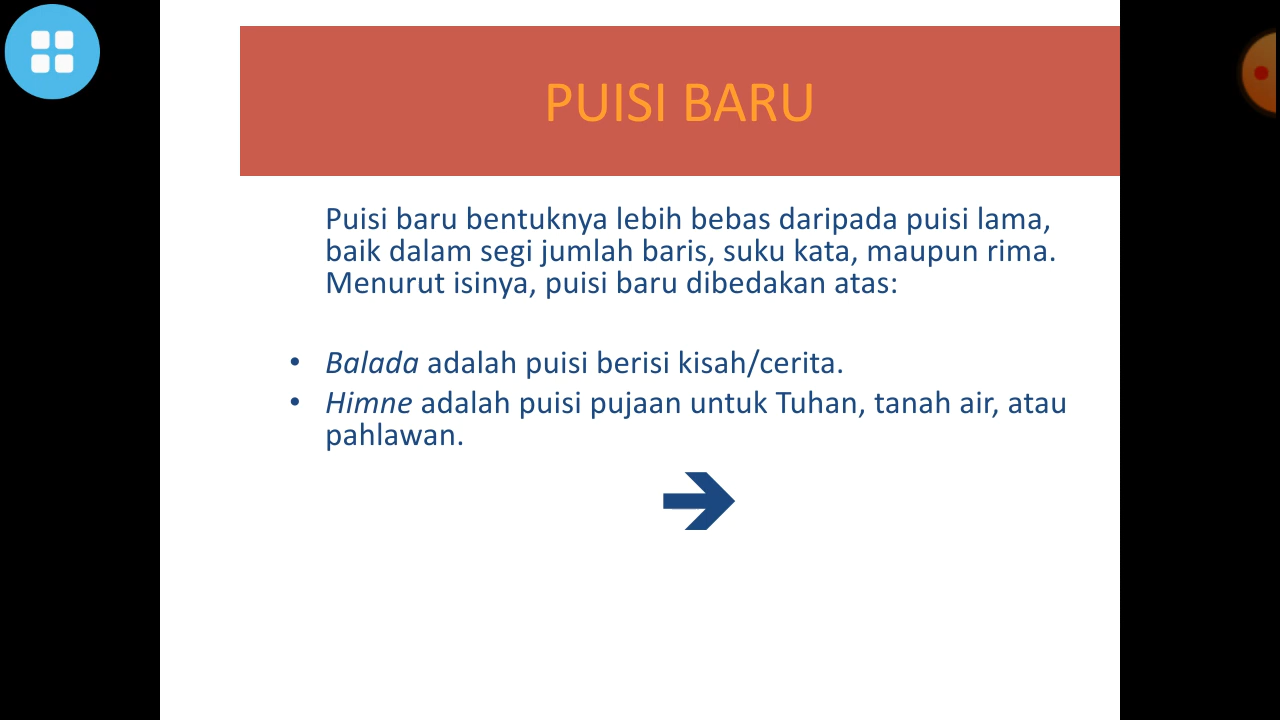 PUISI BARU
Puisi baru bentuknya lebih bebas daripada puisi lama,
baik dalam segi jumlah baris, suku kata, maupun rima.
Menurut isinya, puisi baru dibedakan atas:
• Balada adalah puisi berisi kisah/cerita.
• Himne adalah puisi pujaan untuk Tuhan, tanah air, atau
pahlawan.